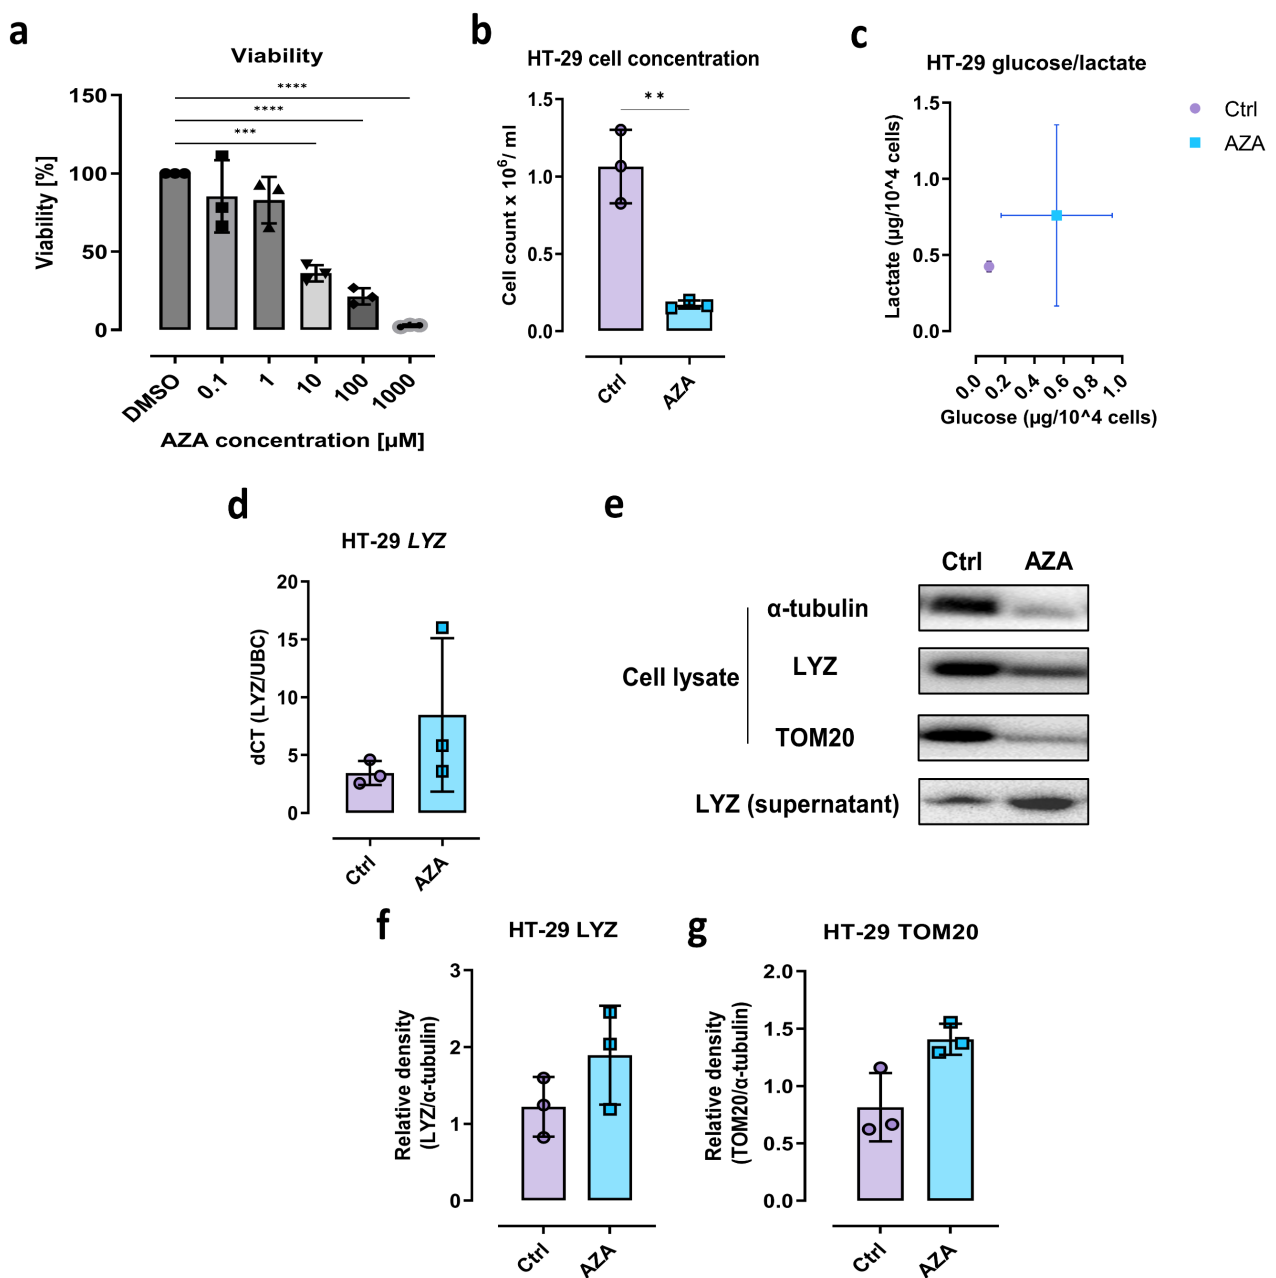 a
Viability
****
****
***
150
100
50
0
Viability [%]
DMSO
0.1
1
10
100
1000
AZA concentration [µM]
b
HT-29 cell concentration
**
1.5
1.0
0.5
0.0
Cell count x 10⁶/ ml
Ctrl
AZA
c
HT-29 glucose/lactate
1.5
1.0
0.5
0.0
Lactate (µg/10^4 cells)
0.0
0.2
0.4
0.6
0.8
1.0
Glucose (µg/10^4 cells)
Ctrl
AZA
d
HT-29 LYZ
20
15
10
5
0
dCT (LYZ/UBC)
Ctrl
AZA
e
Ctrl AZA
α-tubulin
Cell lysate
LYZ
TOM20
LYZ (supernatant)
f
HT-29 LYZ
3
2
1
0
Relative density
(LYZ/α-tubulin)
Ctrl
AZA
g
HT-29 TOM20
2.0
1.5
1.0
0.5
0.0
Relative density
(TOM20/α-tubulin)
Ctrl
AZA